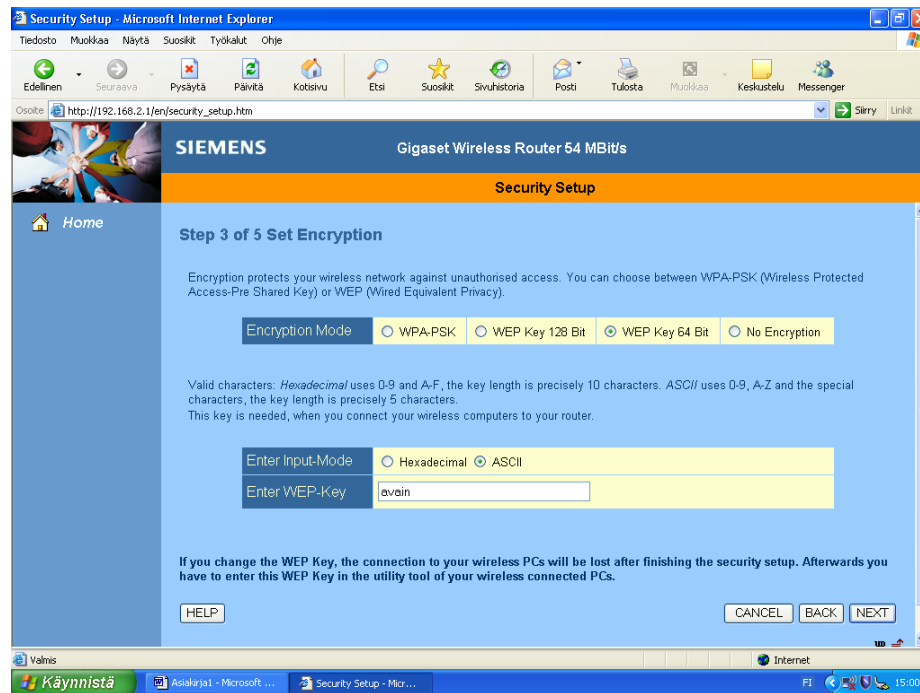 Security Setup - Microsoft Internet Explorer
Tiedosto Muokkaa Näytä Suosikit Työkalut Ohje
Edellinen Seuraava Pysäytä Päivitä Kotisivu Etsi Suosikit Sivuhistoria Posti Tulosta Muokkaa Keskustelu Messenger
Osoite http://192.168.2.1/en/security_setup.htm Siirry Linkit
SIEMENS Gigaset Wireless Router 54 MBit/s
Security Setup
Home
Step 3 of 5 Set Encryption
Encryption protects your wireless network against unauthorised access. You can choose between WPA-PSK (Wireless Protected
Access-Pre Shared Key) or WEP (Wired Equivalent Privacy).
Encryption Mode WPA-PSK WEP Key 128 Bit WEP Key 64 Bit No Encryption
Valid characters: Hexadecimal uses 0-9 and A-F, the key length is precisely 10 characters. ASCII uses 0-9, A-Z and the special
characters, the key length is precisely 5 characters.
This key is needed, when you connect your wireless computers to your router.
Enter Input-Mode Hexadecimal ASCII
Enter WEP-Key avain
If you change the WEP Key, the connection to your wireless PCs will be lost after finishing the security setup. Afterwards you
have to enter this WEP Key in the utility tool of your wireless connected PCs.
HELP CANCEL BACK NEXT
UD
Valmis Internet
Käynnistä Asiakirja1 - Microsoft ... Security Setup - Micr... FI 15:00